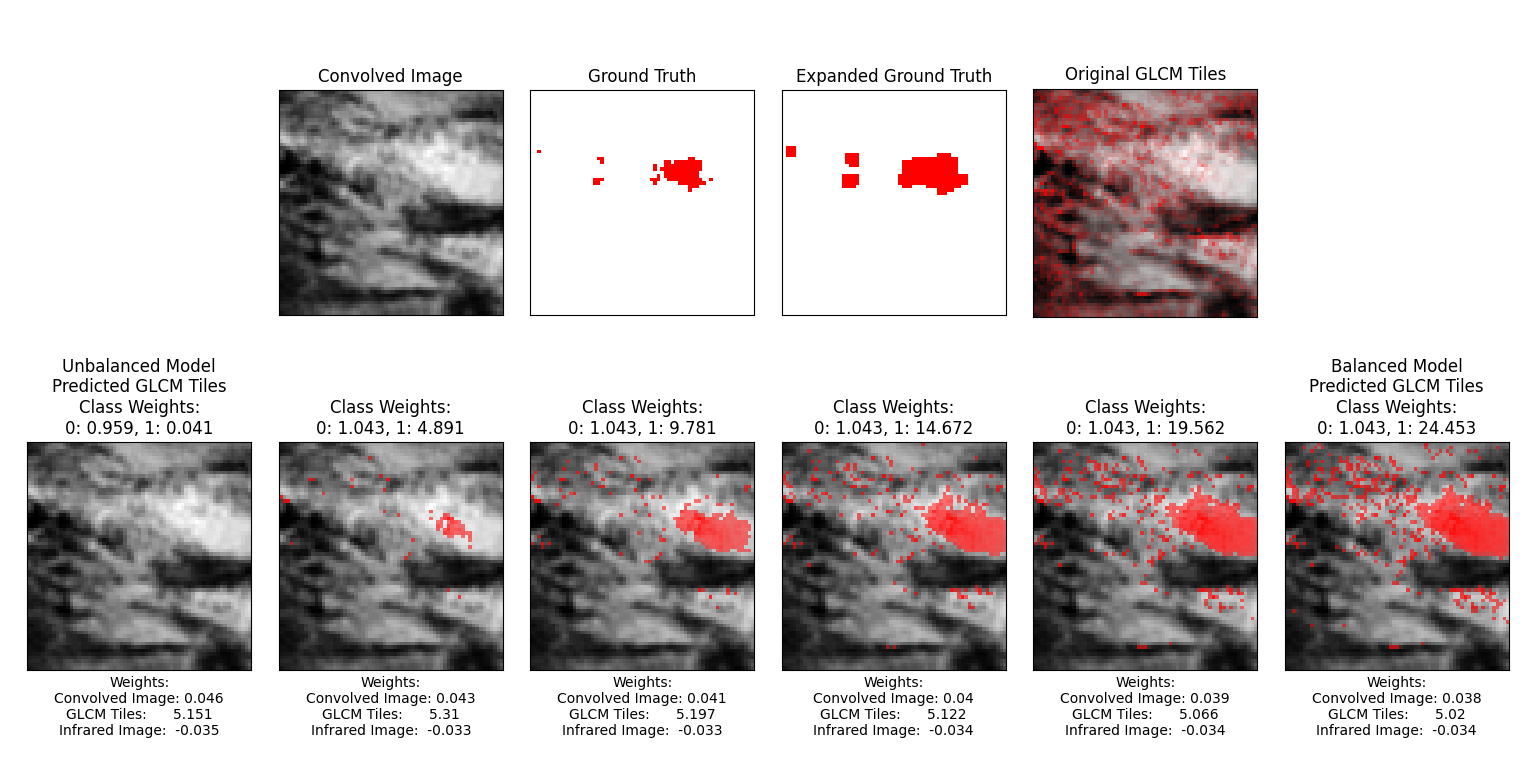 Convolved Image
Ground Truth
Expanded Ground Truth
Original GLCM Tiles
Unbalanced Model
Predicted GLCM Tiles
Class Weights:
0: 0.959, 1: 0.041
Class Weights:
0: 1.043, 1: 4.891
Class Weights:
0: 1.043, 1: 9.781
Class Weights:
0: 1.043, 1: 14.672
Class Weights:
0: 1.043, 1: 19.562
Balanced Model
Predicted GLCM Tiles
Class Weights:
0: 1.043, 1: 24.453
Weights:
Convolved Image: 0.046
GLCM Tiles: 5.151
Infrared Image: -0.035
Weights:
Convolved Image: 0.043
GLCM Tiles: 5.31
Infrared Image: -0.033
Weights:
Convolved Image: 0.041
GLCM Tiles: 5.197
Infrared Image: -0.033
Weights:
Convolved Image: 0.04
GLCM Tiles: 5.122
Infrared Image: -0.034
Weights:
Convolved Image: 0.039
GLCM Tiles: 5.066
Infrared Image: -0.034
Weights:
Convolved Image: 0.038
GLCM Tiles: 5.02
Infrared Image: -0.034